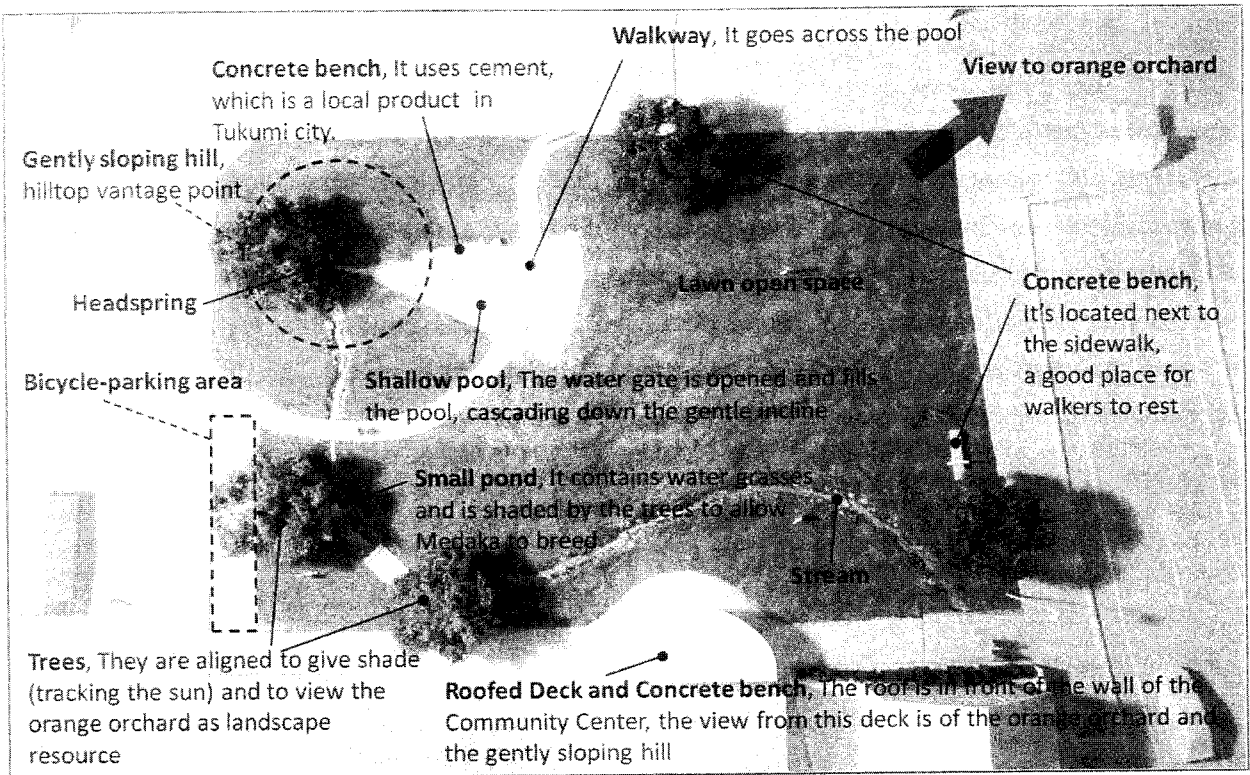 Walkway, It goes across the pool
Concrete bench, It uses cement,
which is a local product in
Tukumi city.
View to orange orchard
Gently sloping hill,
hilltop vantage point
Headspring
Lawn open space
Concrete bench,
It's located next to
the sidewalk,
a good place for
walkers to rest
Bicycle-parking area
Shallow pool, The water gate is opened and fills
the pool, cascading down the gentle incline
Small pond, It contains water grasses
and is shaded by the trees to allow
Medaka to breed
Stream
Trees, They are aligned to give shade
(tracking the sun) and to view the
orange orchard as landscape
resource
Roofed Deck and Concrete bench, The roof is in front of the wall of the
Community Center, the view from this deck is of the orange orchard and
the gently sloping hill